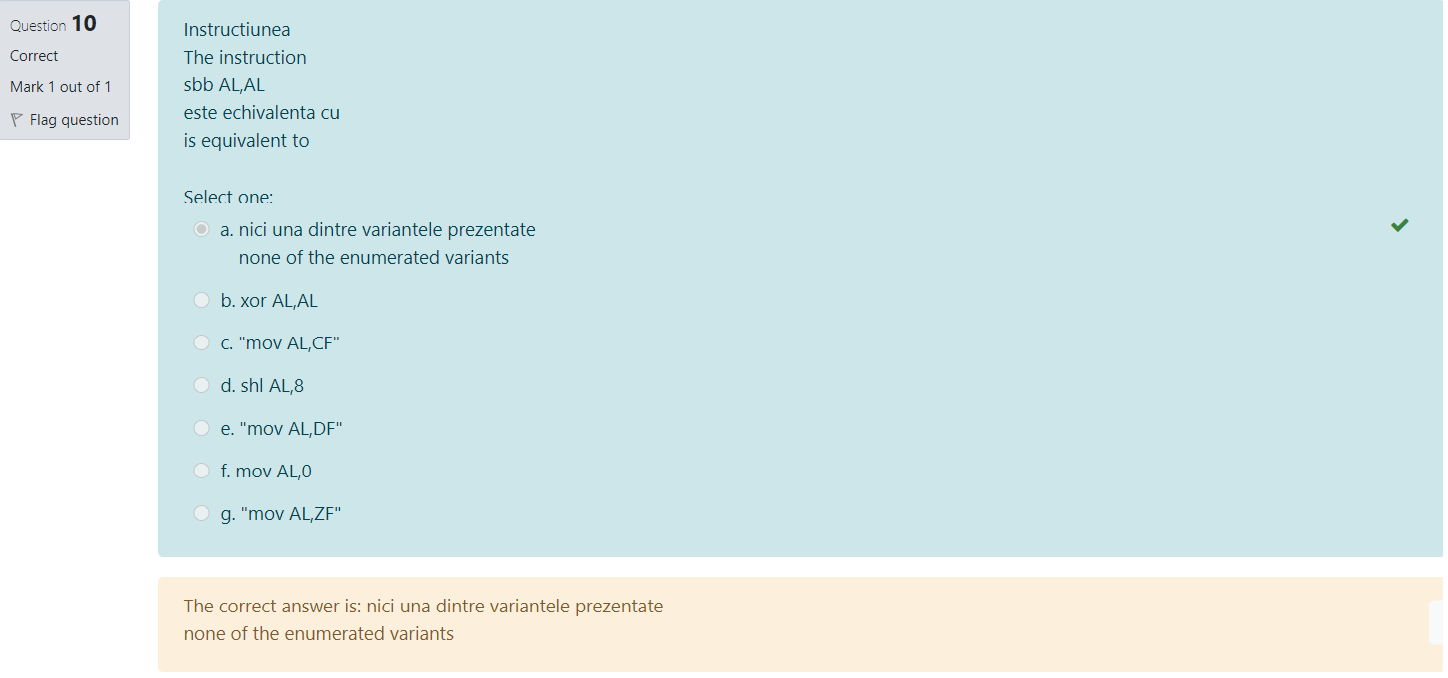 Question 10
Correct
Mark 1 out of 1
Flag question
Instructiunea
The instruction
sbb AL,AL
este echivalenta cu
is equivalent to
Select one:
a. nici una dintre variantele prezentate
none of the enumerated variants
b. xor AL,AL
c. "mov AL,CF"
d. shl AL,8
e. "mov AL,DF"
f. mov AL,0
g. "mov AL,ZF"
The correct answer is: nici una dintre variantele prezentate
none of the enumerated variants